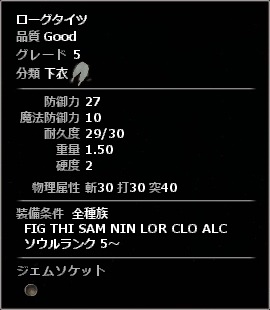 ローグタイツ
品質 Good
グレード 5
分類 下衣
防御力 27
魔法防御力 10
耐久度 29/30
重量 1.50
硬度 2
物理属性 斬30 打30 突40
装備条件 全種族
FIG THI SAM NIN LOR CLO ALC
ソウルランク 5～
ジェムソケット